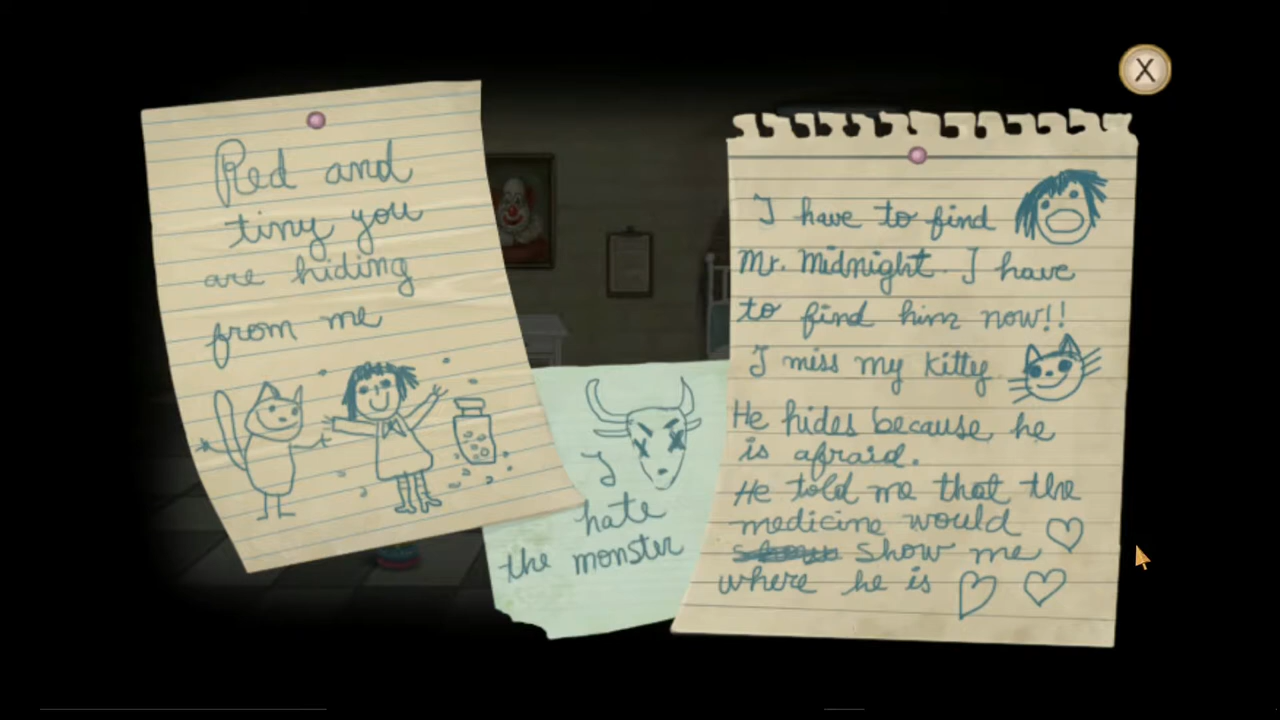 Red and
tiny you
are hiding
from me
I
hate
the monster
I have to find
Mr. Midnight. I have
to find him now!!
I miss my kitty
He hides because he
is afraid.
He told me that the
medicine would
show me
where he is
X